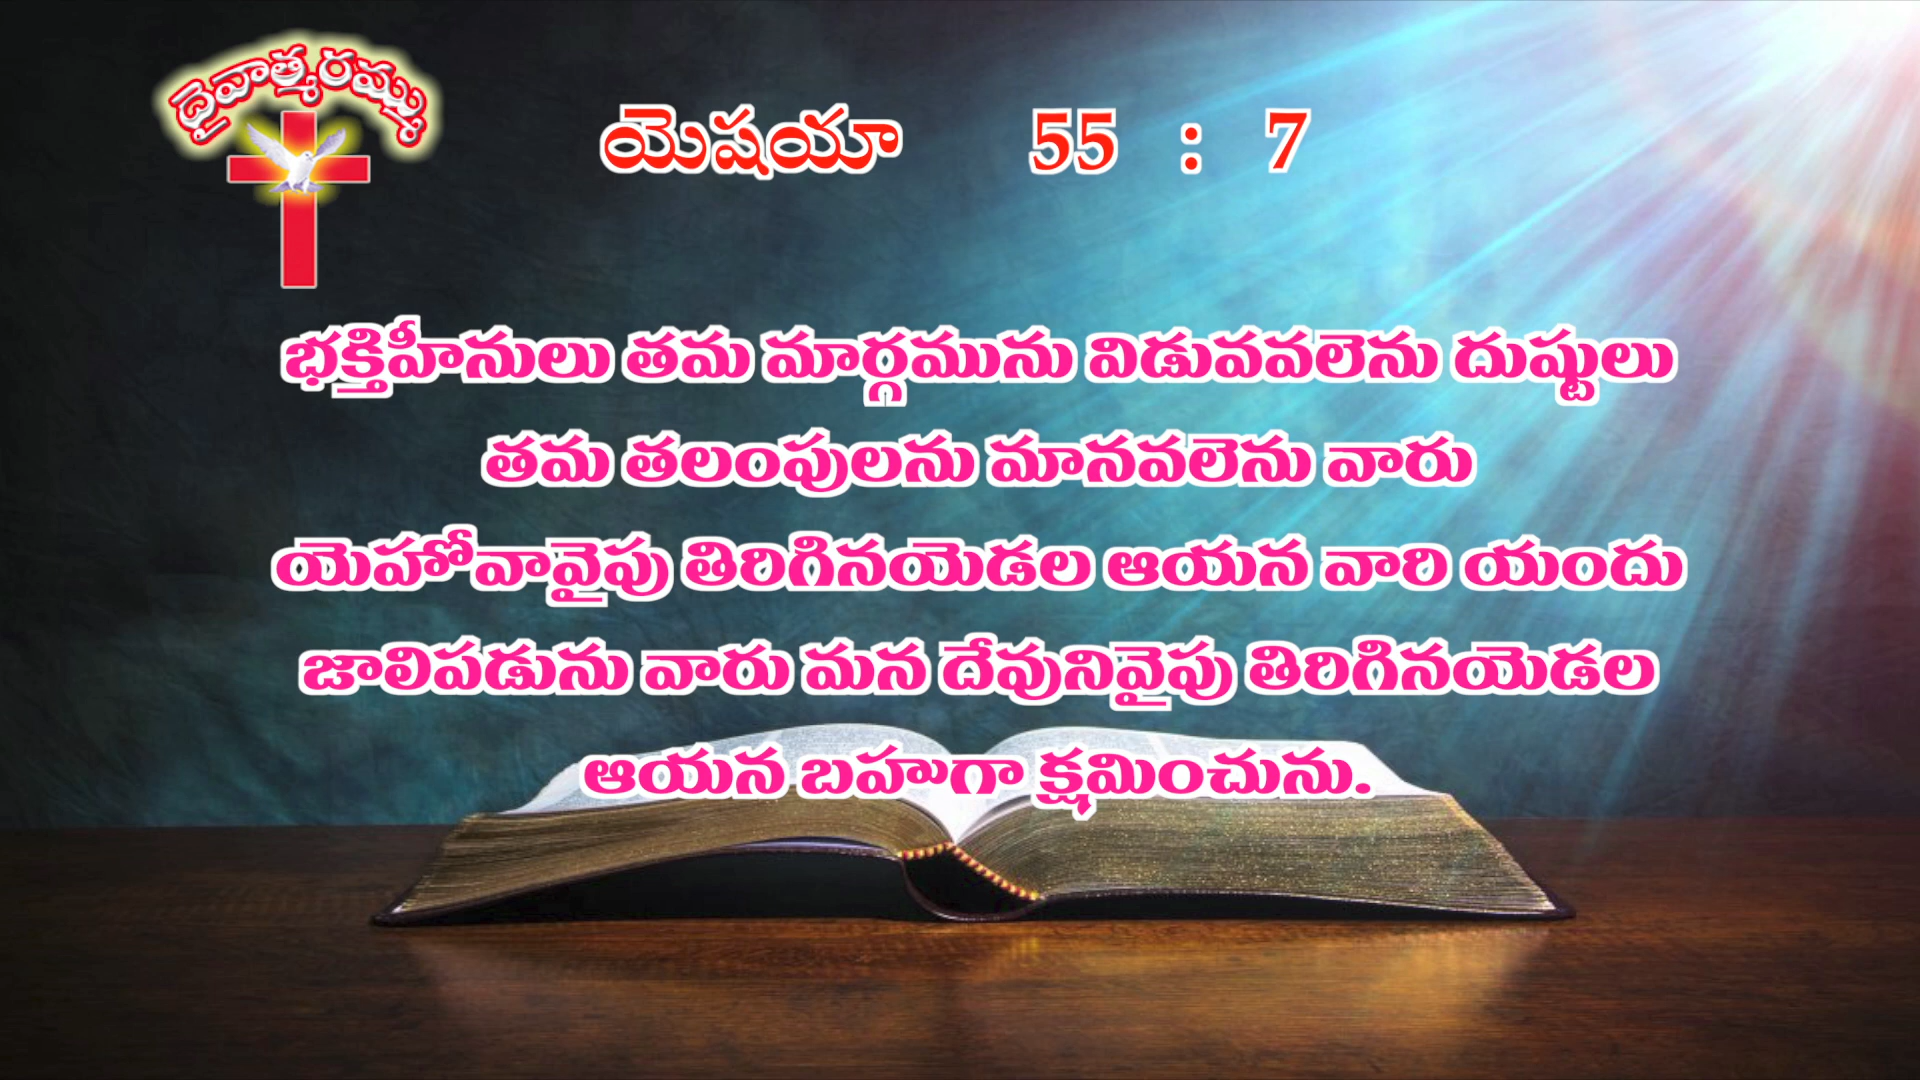 దైవాత్మరమ్ము
యెషయా 55 : 7
భక్తిహీనులు తమ మార్గమును విడువవలెను దుష్టులు
తమ తలంపులను మానవలెను వారు
యెహోవావైపు తిరిగినయెడల ఆయన వారి యందు
జాలిపడును వారు మన దేవునివైపు తిరిగినయెడల
ఆయన బహుగా క్షమించును.